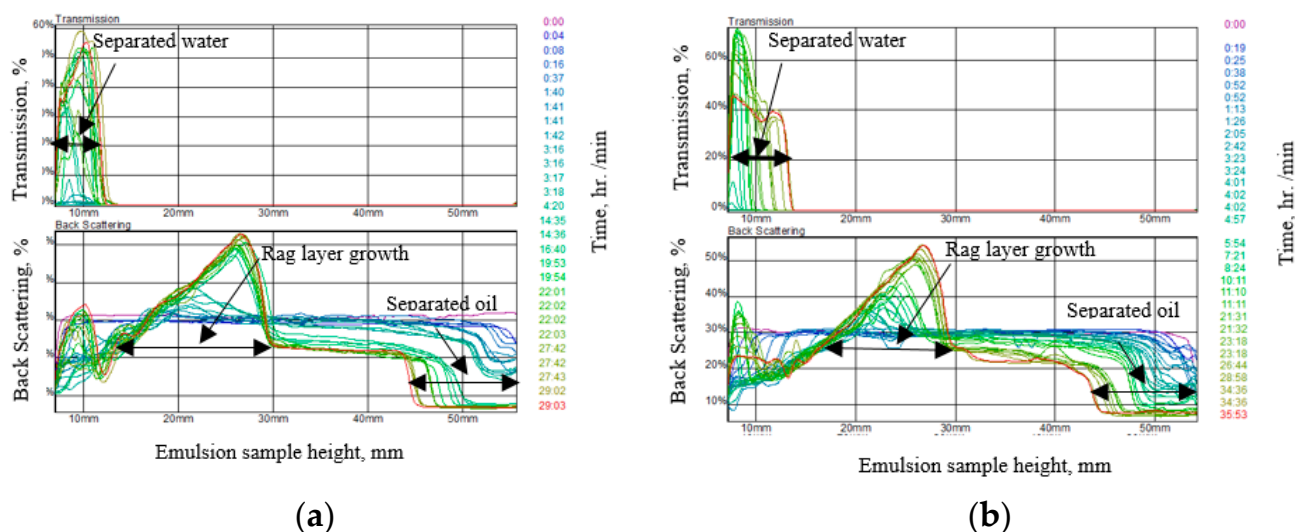 Transmission
60%
Separated water
Transmission, %
0%
10mm
20mm
30mm
40mm
50mm
0:00
0:04
0:08
0:16
0:37
1:40
1:41
1:41
1:42
3:16
3:16
3:17
3:18
4:20
14:35
14:36
16:40
19:53
19:54
22:01
22:02
22:02
22:03
27:42
27:42
27:43
29:02
29:03
Time, hr. /min
Back Scattering
Rag layer growth
Separated oil
Back Scattering, %
10mm
20mm
30mm
40mm
50mm
Emulsion sample height, mm
(a)
Transmission
60%
40%
20%
0%
Separated water
Transmission, %
10mm
20mm
30mm
40mm
50mm
0:00
0:19
0:25
0:38
0:52
0:52
1:13
1:26
2:05
2:42
3:23
3:24
4:01
4:02
4:02
4:57
5:54
7:21
8:24
10:11
11:10
11:11
21:31
21:32
23:18
23:18
26:44
28:58
34:36
34:36
35:53
Time, hr. /min
Back Scattering
50%
40%
30%
20%
10%
Rag layer growth
Separated oil
Back Scattering, %
10mm
20mm
30mm
40mm
50mm
Emulsion sample height, mm
(b)